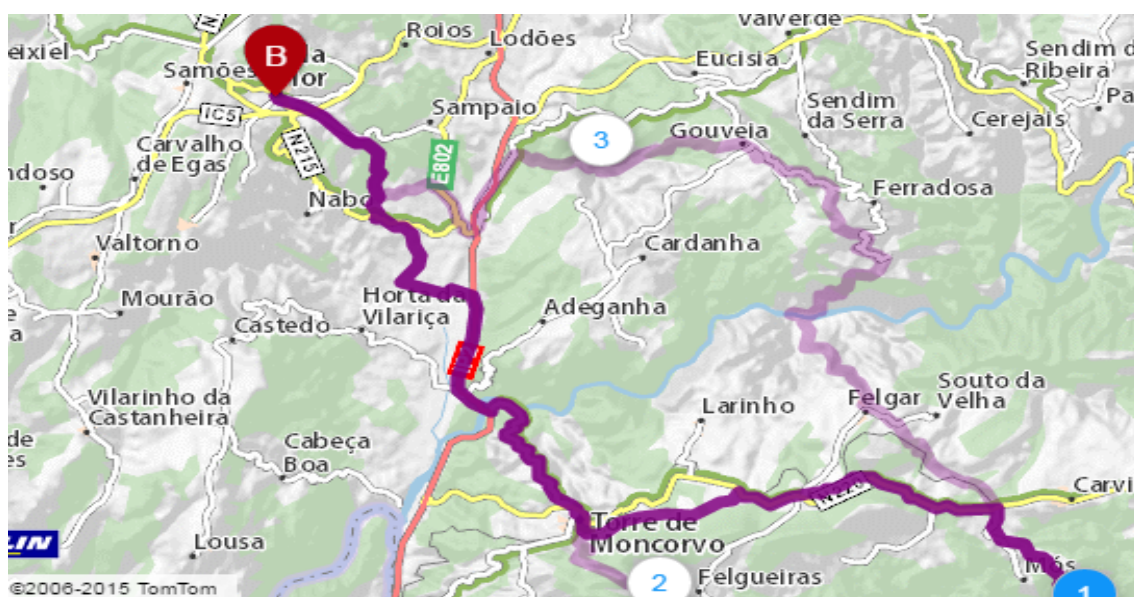 Valverde
Roios
Lodões
B
Eucisia
Sendim d
Ribeira
Samões
Sampaio
IC5
3
Gouveia
Sendim
da Serra
Cerejais
Carvalho
de Egas
N215
E802
Nabo
Ferradosa
Valtorno
Cardanha
Mourão
Horta da
Vilariça
Adeganha
Castedo
Souto da
Velha
Vilarinho da
Castanheira
Larinho
Felgar
Cabeça
Boa
Carvi
Torre de
Moncorvo
Lousa
Mós
2
Felgueiras
1
©2006-2015 TomTom